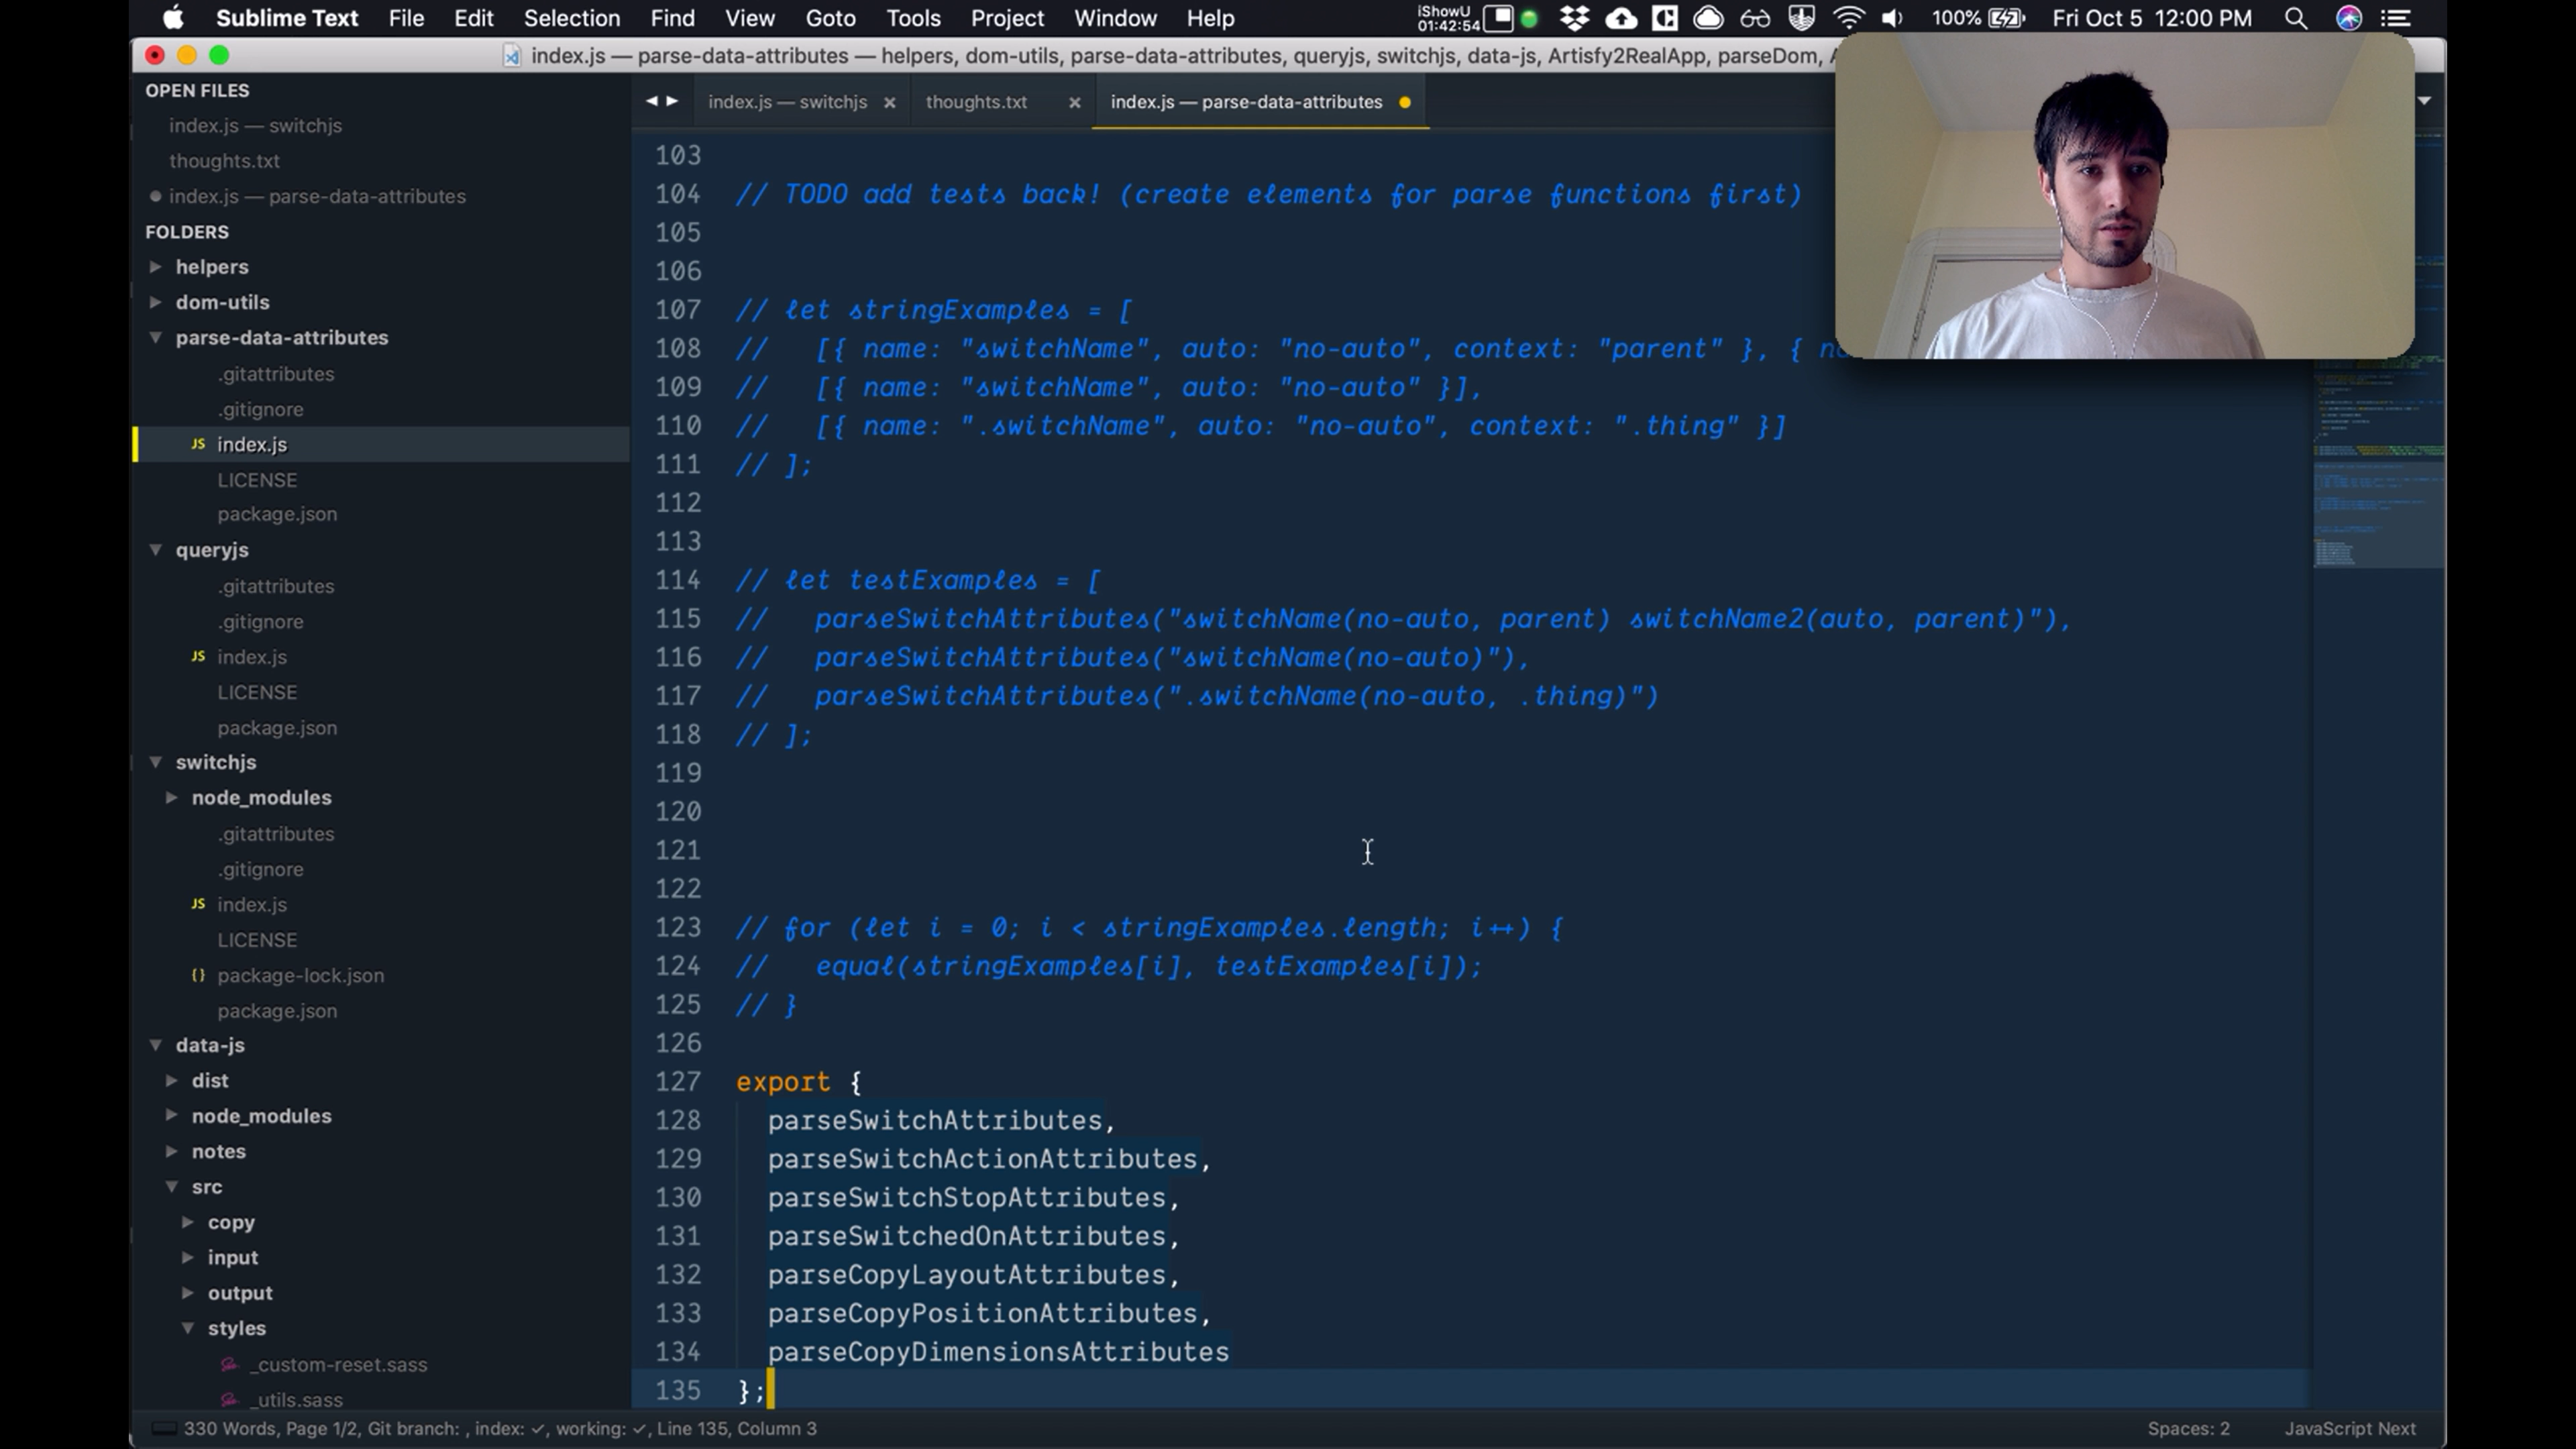 Sublime Text File Edit Selection Find View Goto Tools Project Window Help iShowU 01:42:54 100% Fri Oct 5 12:00 PM
index.js — parse-data-attributes — helpers, dom-utils, parse-data-attributes, queryjs, switchjs, data-js, Artisfy2RealApp, parseDom,
OPEN FILES
index.js — switchjs
thoughts.txt
index.js — parse-data-attributes
FOLDERS
helpers
dom-utils
parse-data-attributes
.gitattributes
.gitignore
JS index.js
LICENSE
package.json
queryjs
.gitattributes
.gitignore
JS index.js
LICENSE
package.json
switchjs
node_modules
.gitattributes
.gitignore
JS index.js
LICENSE
{} package-lock.json
package.json
data-js
dist
node_modules
notes
src
copy
input
output
styles
_custom-reset.sass
_utils.sass
index.js — switchjs thoughts.txt index.js — parse-data-attributes
103
104 // TODO add tests back! (create elements for parse functions first)
105
106
107 // let stringExamples = [
108 //   [{ name: "switchName", auto: "no-auto", context: "parent" }, {
109 //   [{ name: "switchName", auto: "no-auto" }],
110 //   [{ name: ".switchName", auto: "no-auto", context: ".thing" }]
111 // ];
112
113
114 // let testExamples = [
115 //   parseSwitchAttributes("switchName(no-auto, parent) switchName2(auto, parent)"),
116 //   parseSwitchAttributes("switchName(no-auto)"),
117 //   parseSwitchAttributes(".switchName(no-auto, .thing)")
118 // ];
119
120
121
122
123 // for (let i = 0; i < stringExamples.length; i++) {
124 //   equal(stringExamples[i], testExamples[i]);
125 // }
126
127 export {
128   parseSwitchAttributes,
129   parseSwitchActionAttributes,
130   parseSwitchStopAttributes,
131   parseSwitchedOnAttributes,
132   parseCopyLayoutAttributes,
133   parseCopyPositionAttributes,
134   parseCopyDimensionsAttributes
135 };
330 Words, Page 1/2, Git branch: , index: ✓, working: ✓, Line 135, Column 3 Spaces: 2 JavaScript Next